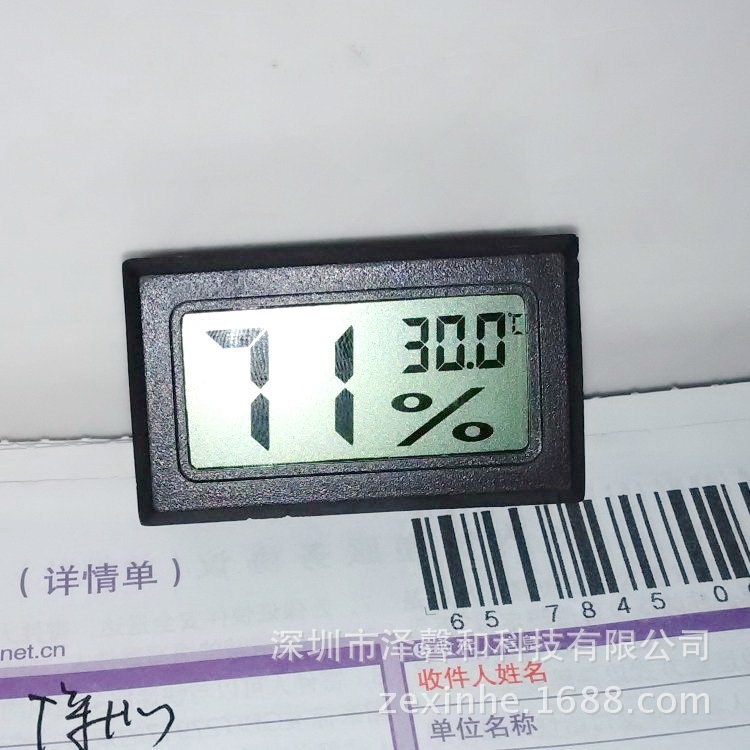 30.0℃
71%
(详情单)
65 7845 0
net.cn
深圳市泽馨和科技有限公司
收件人姓名
zexinhe.1688.com
单位名称